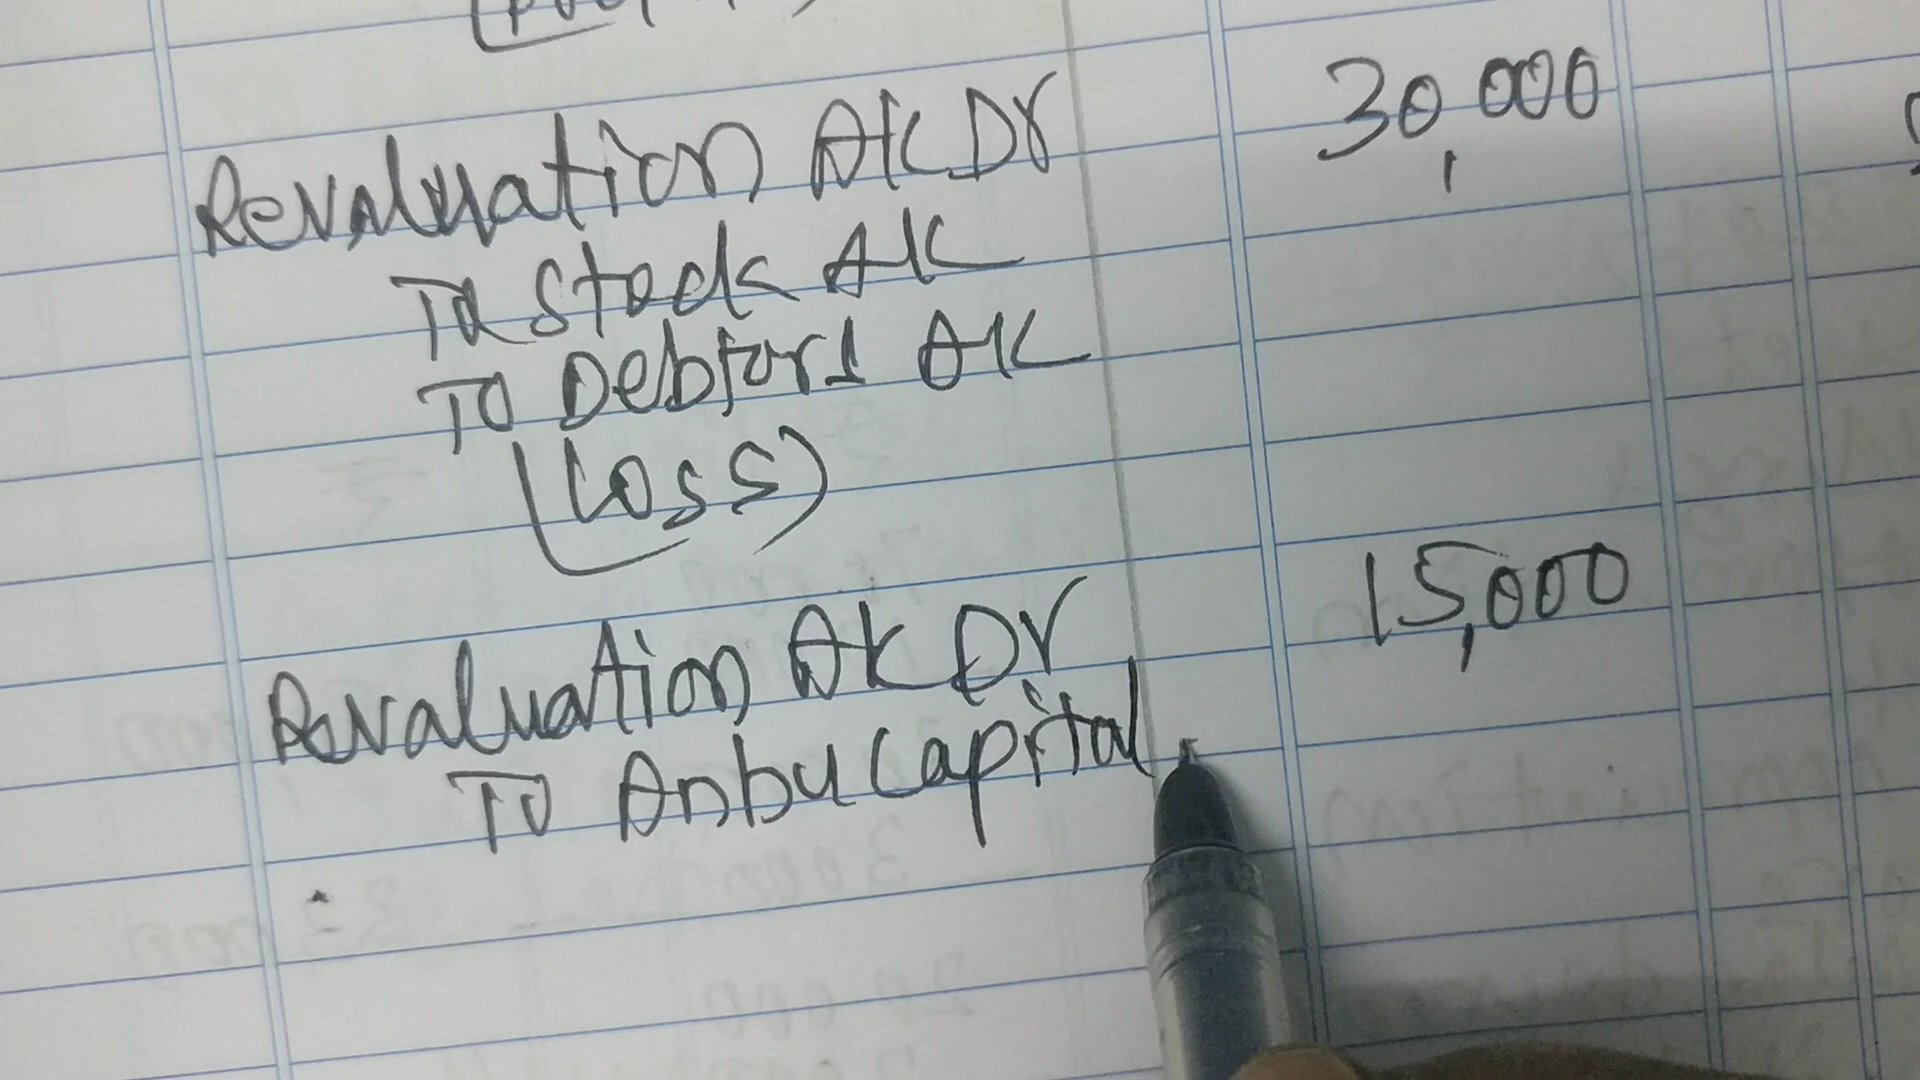 Revaluation A/C Dr 30,000
To Stock A/C
To Debtors A/C
(Loss)
Revaluation A/C Dr 15,000
To Anbu Capital